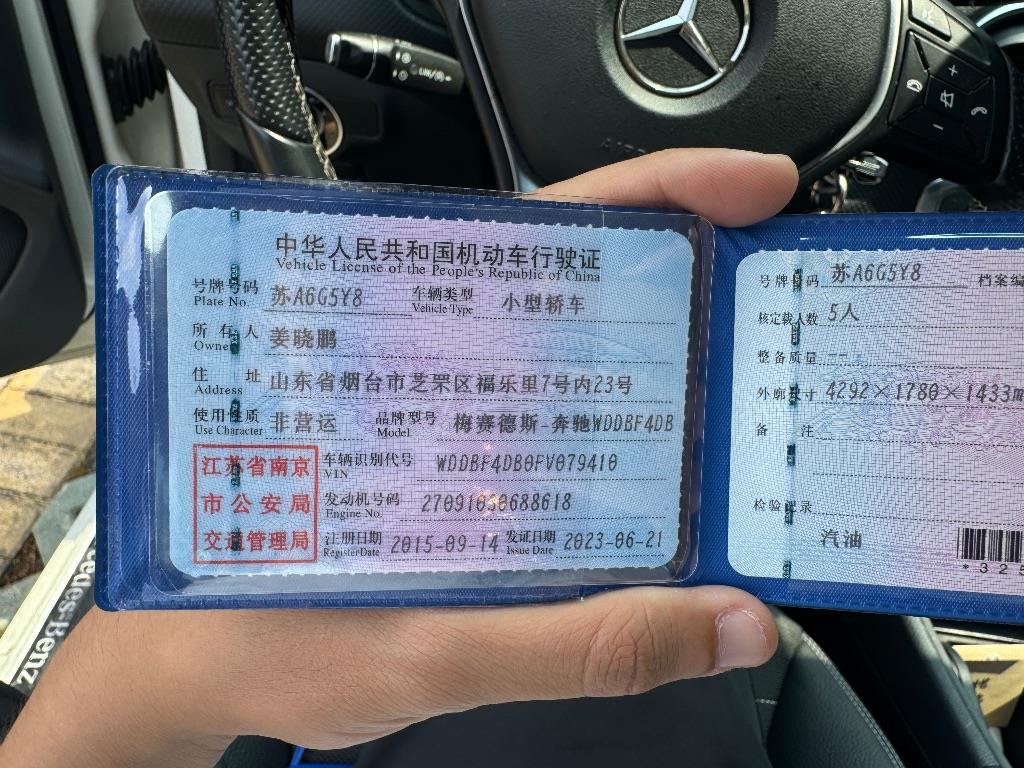 中华人民共和国机动车行驶证
Vehicle License of the People's Republic of China
号牌号码 苏A6G5Y8 车辆类型 小型轿车
Plate No. Vehicle Type
所有人 姜晓鹏
Owner
住址 山东省烟台市芝罘区福乐里7号内23号
Address
使用性质 非营运 品牌型号 梅赛德斯-奔驰WDDBF4DB
Use Character Model
江苏省南京
市公安局
交通管理局
车辆识别代号 WDDBF4DB0FV079410
VIN
发动机号码 27091030688618
Engine No.
注册日期 2015-09-14 发证日期 2023-06-21
Register Date Issue Date
号牌号码 苏A6G5Y8 档案编
核定载人数 5人
整备质量
外廓尺寸 4292×1780×1433m
备注
检验记录
汽油
*325
edes-Benz